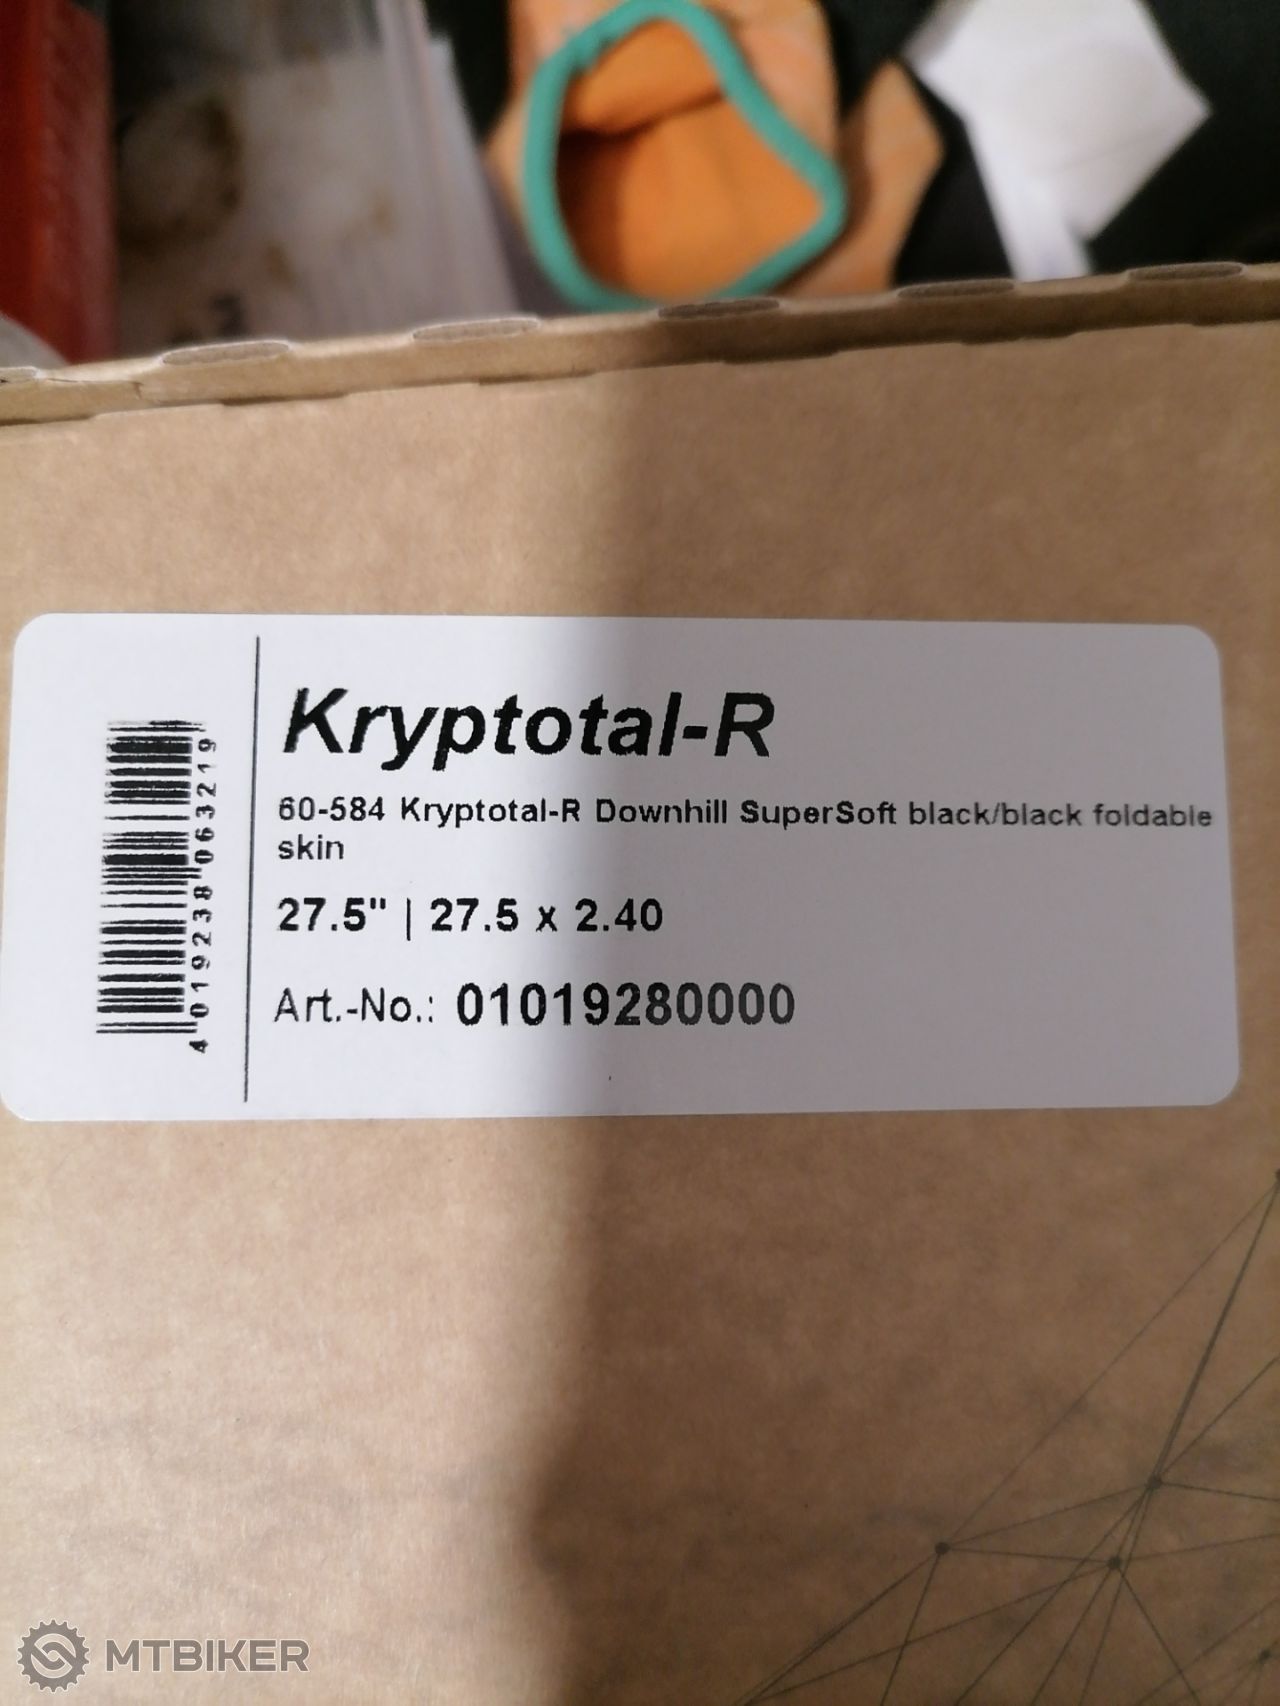 Kryptotal-R
60-584 Kryptotal-R Downhill SuperSoft black/black foldable
skin
27.5" | 27.5 x 2.40
Art.-No.: 01019280000
4 019238 063219
MTBIKER